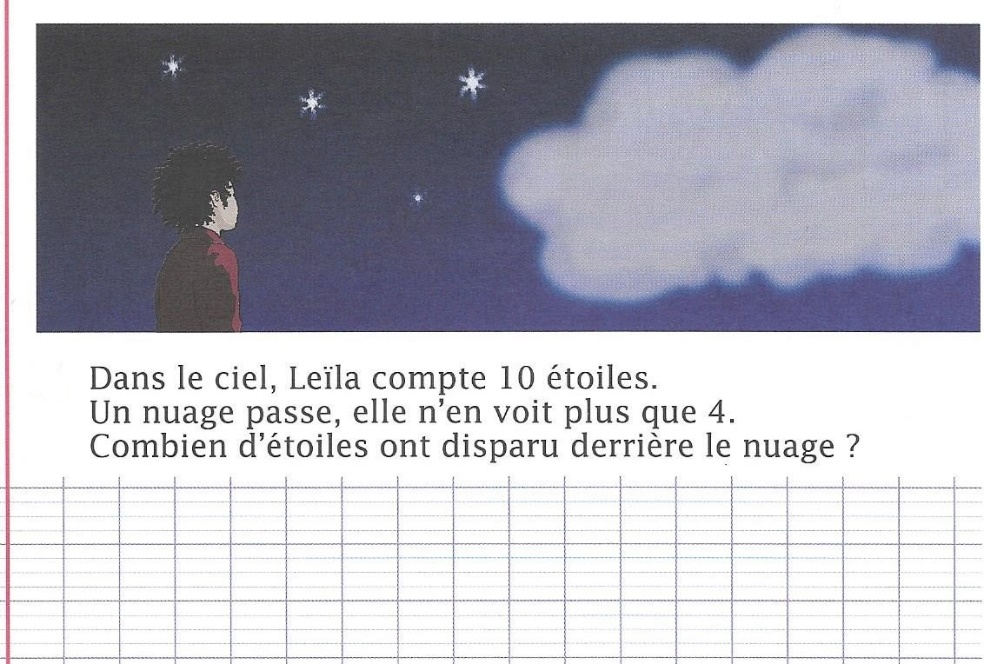 Dans le ciel, Leïla compte 10 étoiles.
Un nuage passe, elle n'en voit plus que 4.
Combien d'étoiles ont disparu derrière le nuage ?